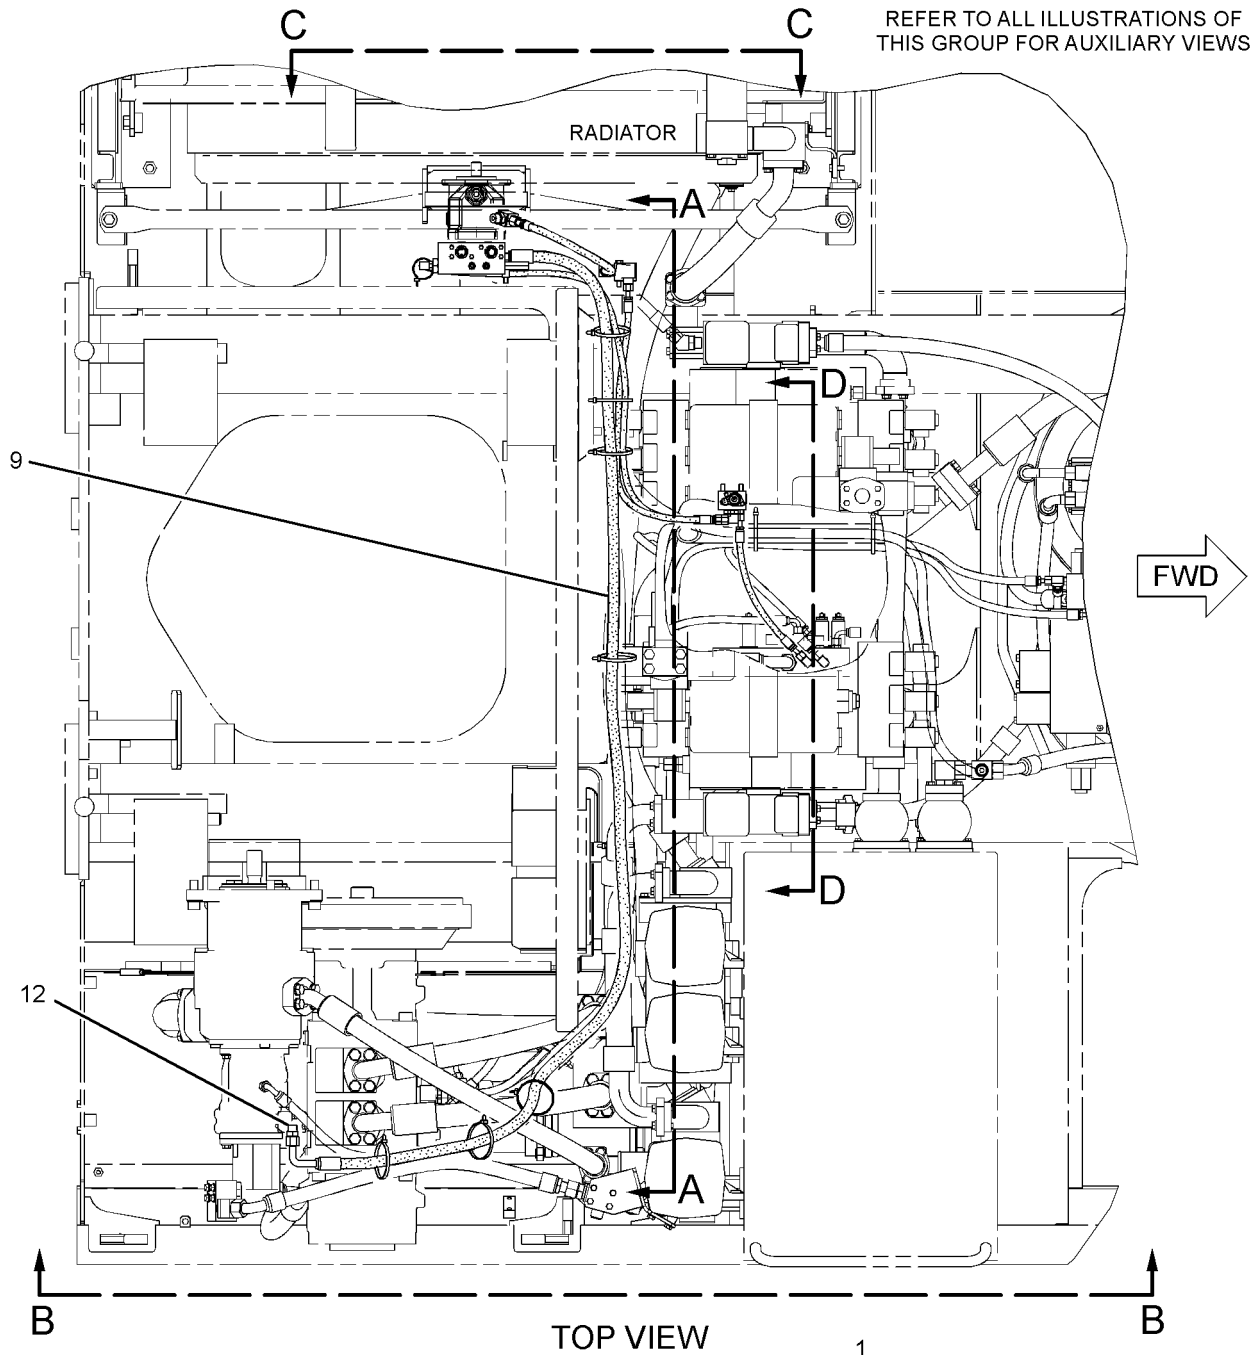 REFER TO ALL ILLUSTRATIONS OF
THIS GROUP FOR AUXILIARY VIEWS
C
C
RADIATOR
A
D
9
FWD
D
12
A
B
B
TOP VIEW
1